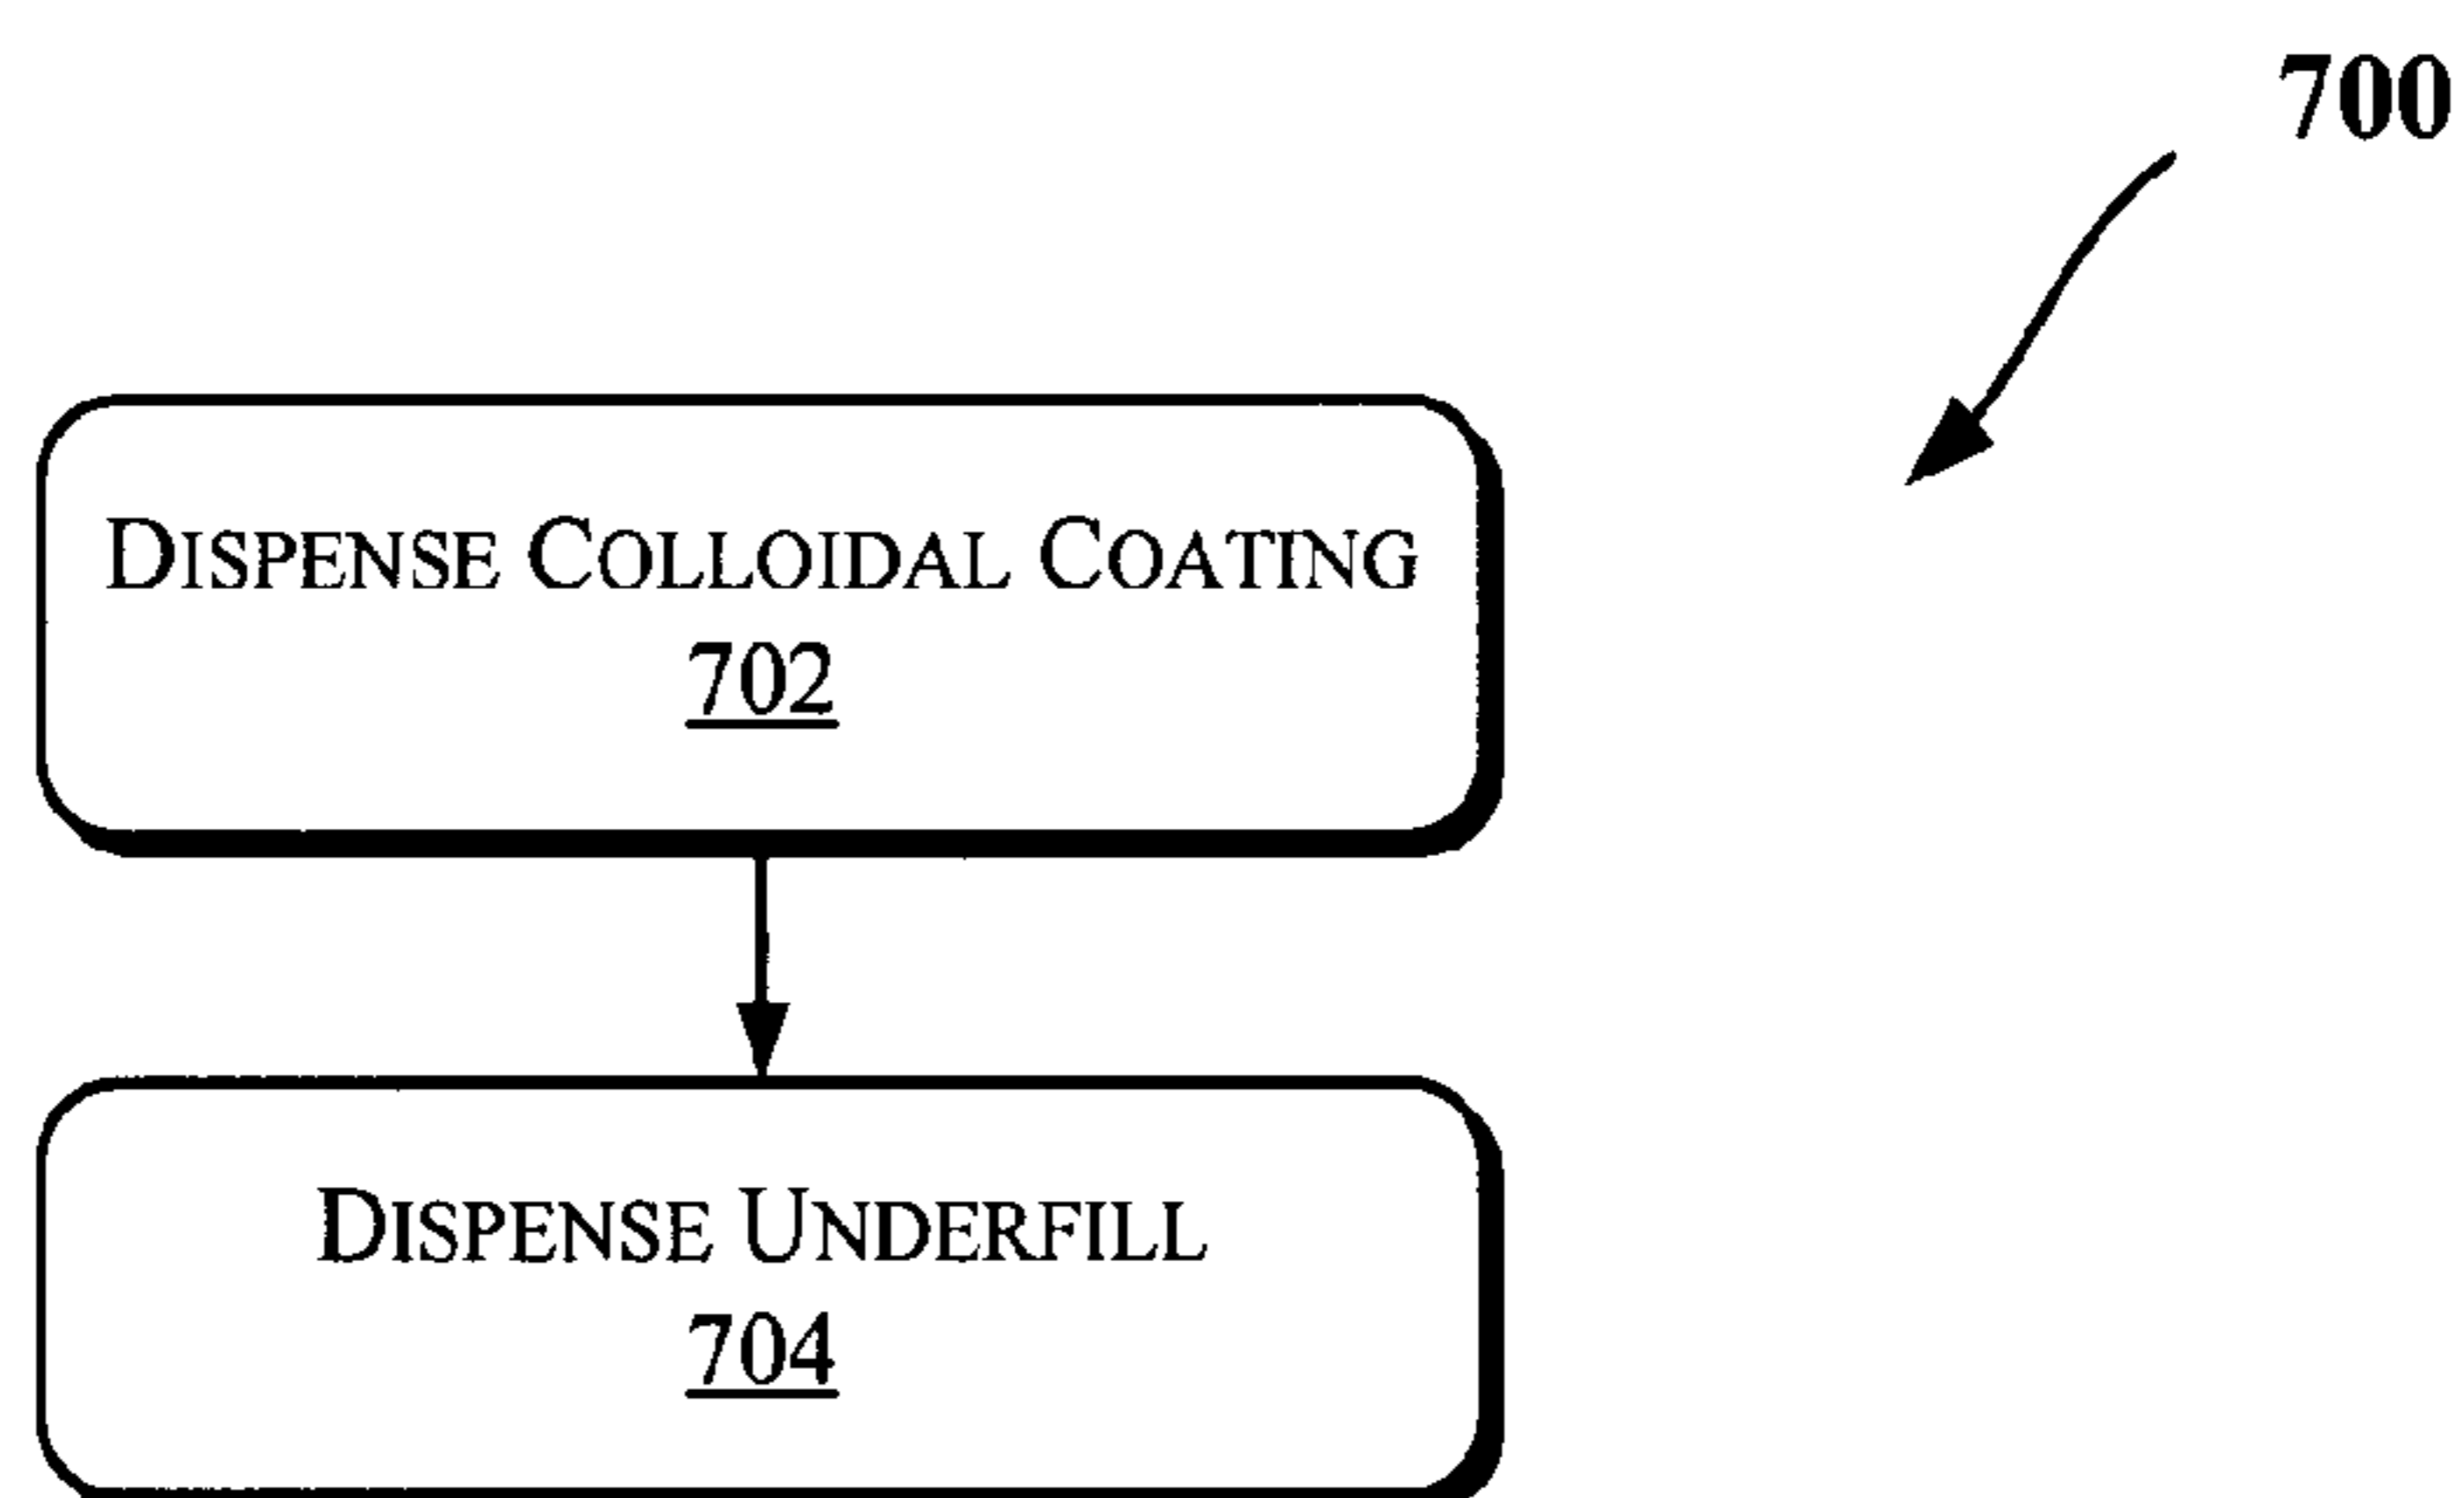 700
DISPENSE COLLOIDAL COATING
702
DISPENSE UNDERFILL
704